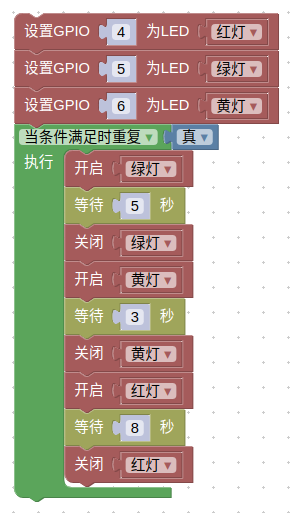 设置GPIO 4 为LED 红灯
设置GPIO 5 为LED 绿灯
设置GPIO 6 为LED 黄灯
当条件满足时重复 真
执行 开启 绿灯
等待 5 秒
关闭 绿灯
开启 黄灯
等待 3 秒
关闭 黄灯
开启 红灯
等待 8 秒
关闭 红灯